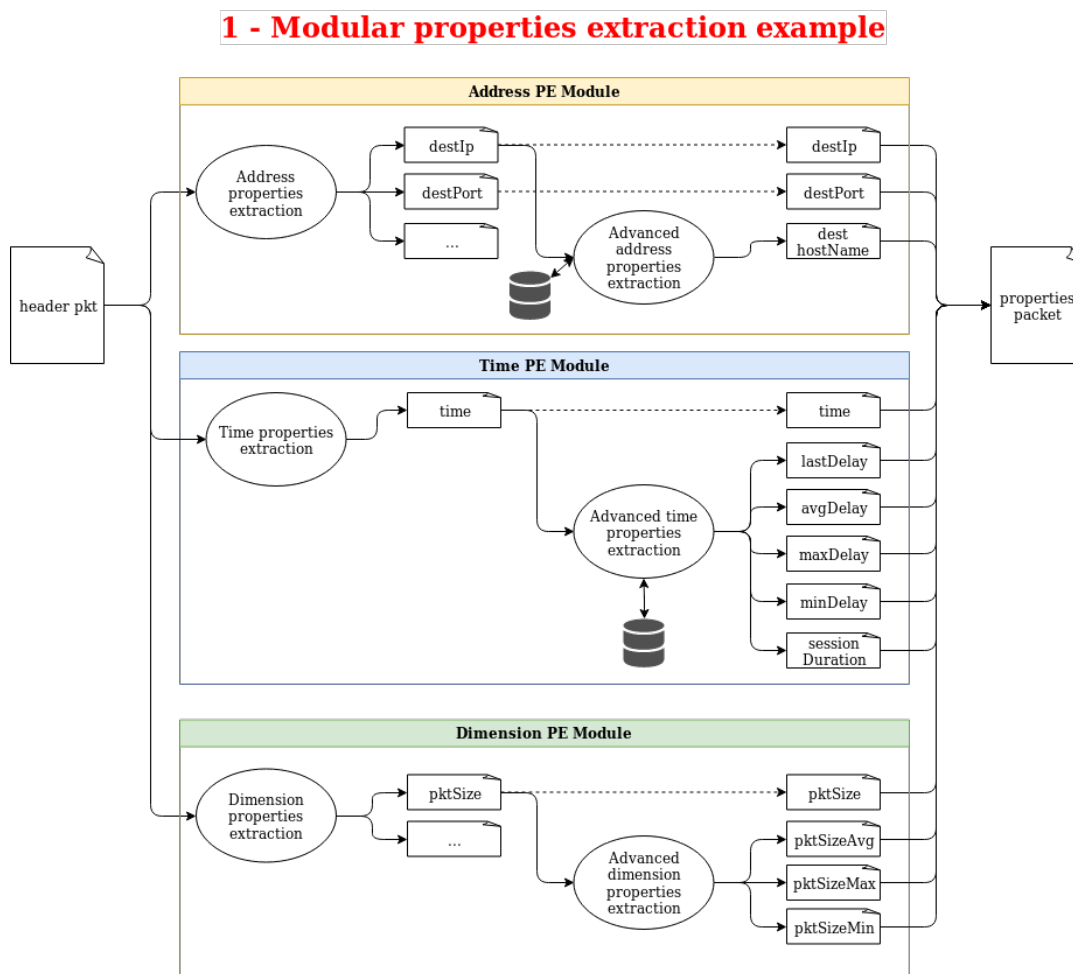 1 - Modular properties extraction example
Address PE Module
Address
properties
extraction
destIp
destPort
...
Advanced
address
properties
extraction
destIp
destPort
dest
hostName
header pkt
properties
packet
Time PE Module
Time properties
extraction
time
Advanced time
properties
extraction
time
lastDelay
avgDelay
maxDelay
minDelay
session
Duration
Dimension PE Module
Dimension
properties
extraction
pktSize
...
Advanced
dimension
properties
extraction
pktSize
pktSizeAvg
pktSizeMax
pktSizeMin